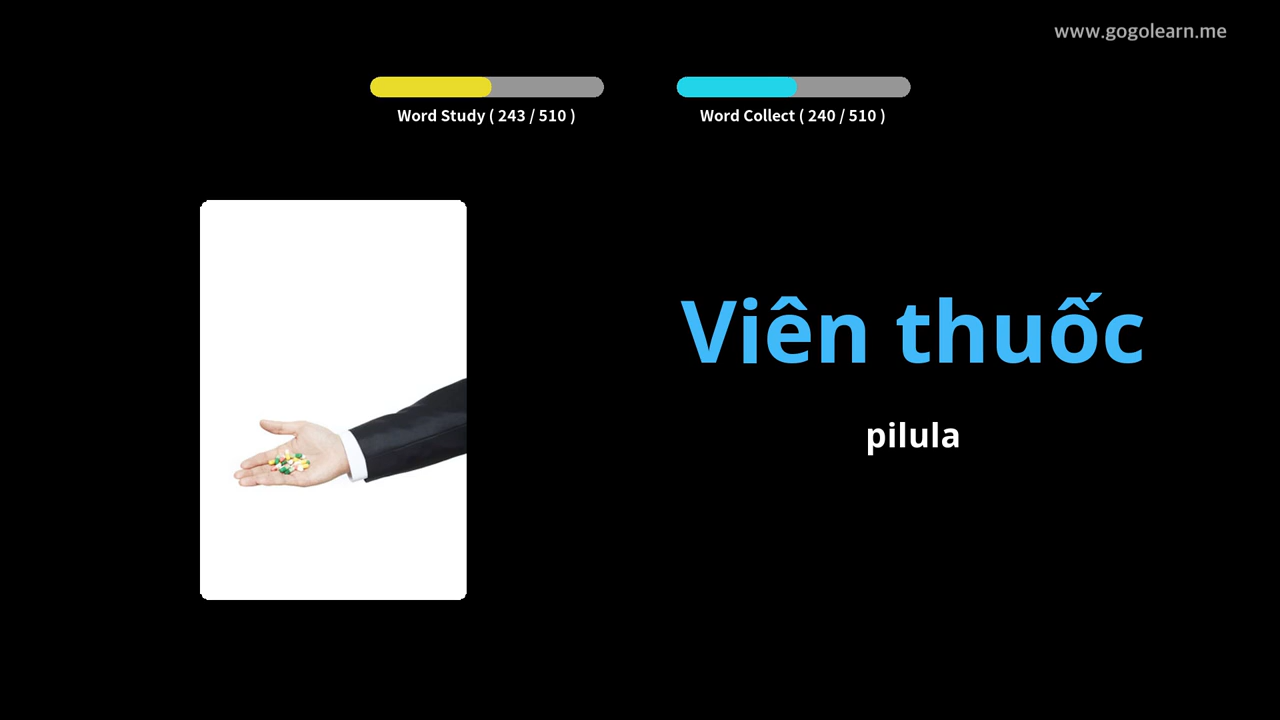 www.gogolearn.me
Word Study ( 243 / 510 )
Word Collect ( 240 / 510 )
Viên thuốc
pilula